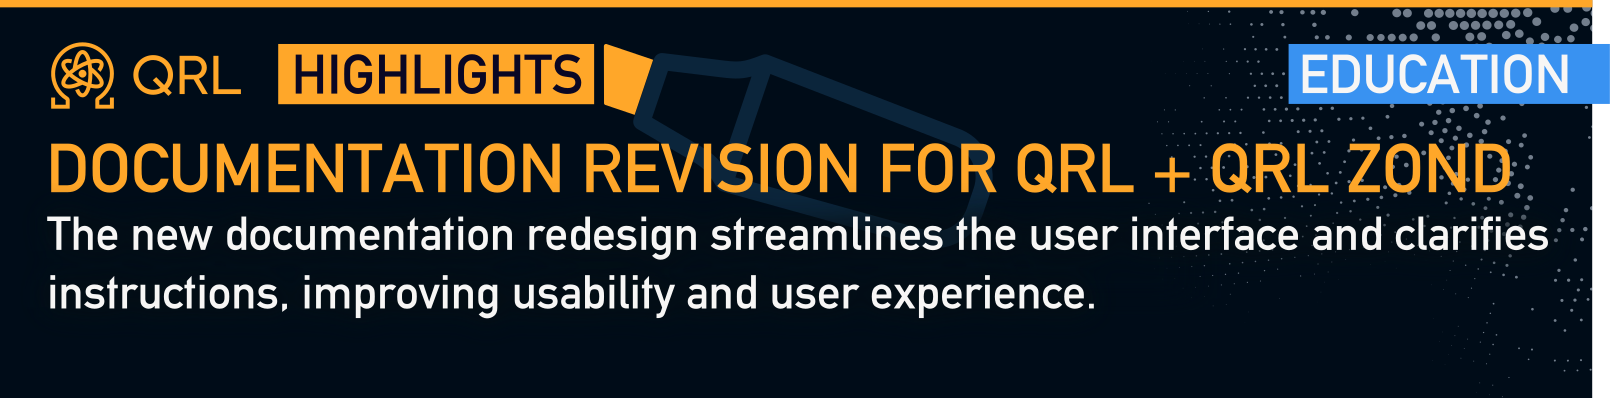 QRL HIGHLIGHTS EDUCATION
DOCUMENTATION REVISION FOR QRL + QRL ZOND
The new documentation redesign streamlines the user interface and clarifies
instructions, improving usability and user experience.